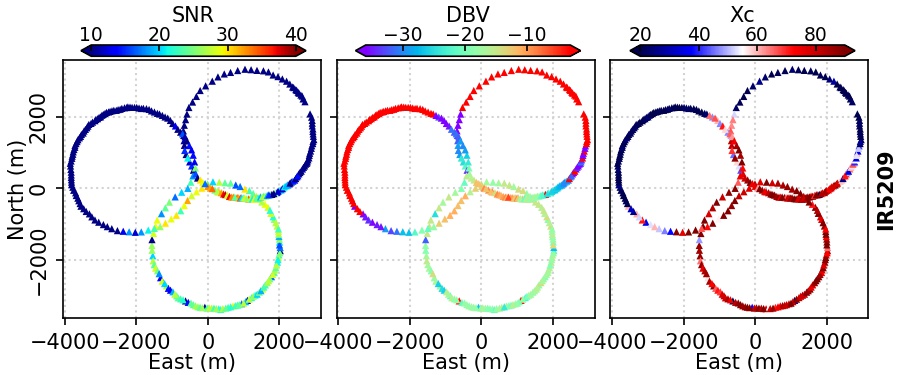 SNR DBV Xc
10 20 30 40 −30 −20 −10 20 40 60 80
2000
0
−2000
North (m)
IR5209
−4000 −2000 0 2000 −4000 −2000 0 2000 −4000 −2000 0 2000
East (m) East (m) East (m)